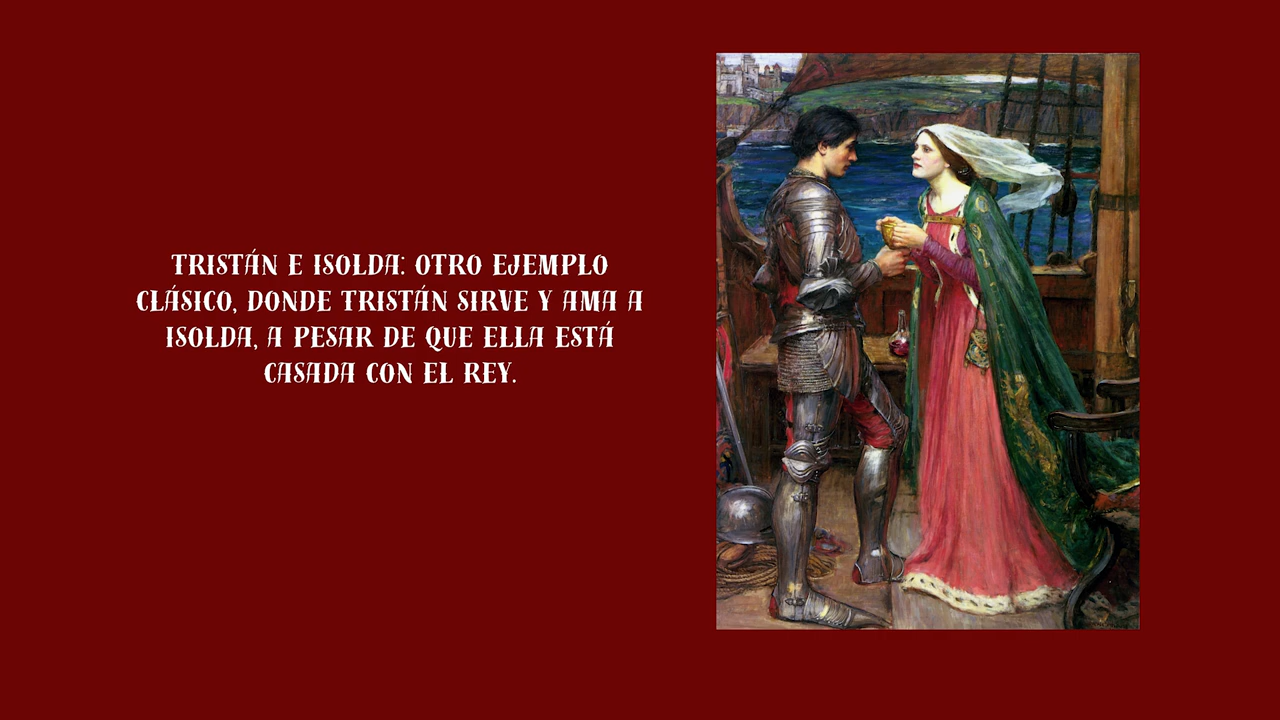 TRISTÁN E ISOLDA: OTRO EJEMPLO
CLÁSICO, DONDE TRISTÁN SIRVE Y AMA A
ISOLDA, A PESAR DE QUE ELLA ESTÁ
CASADA CON EL REY.